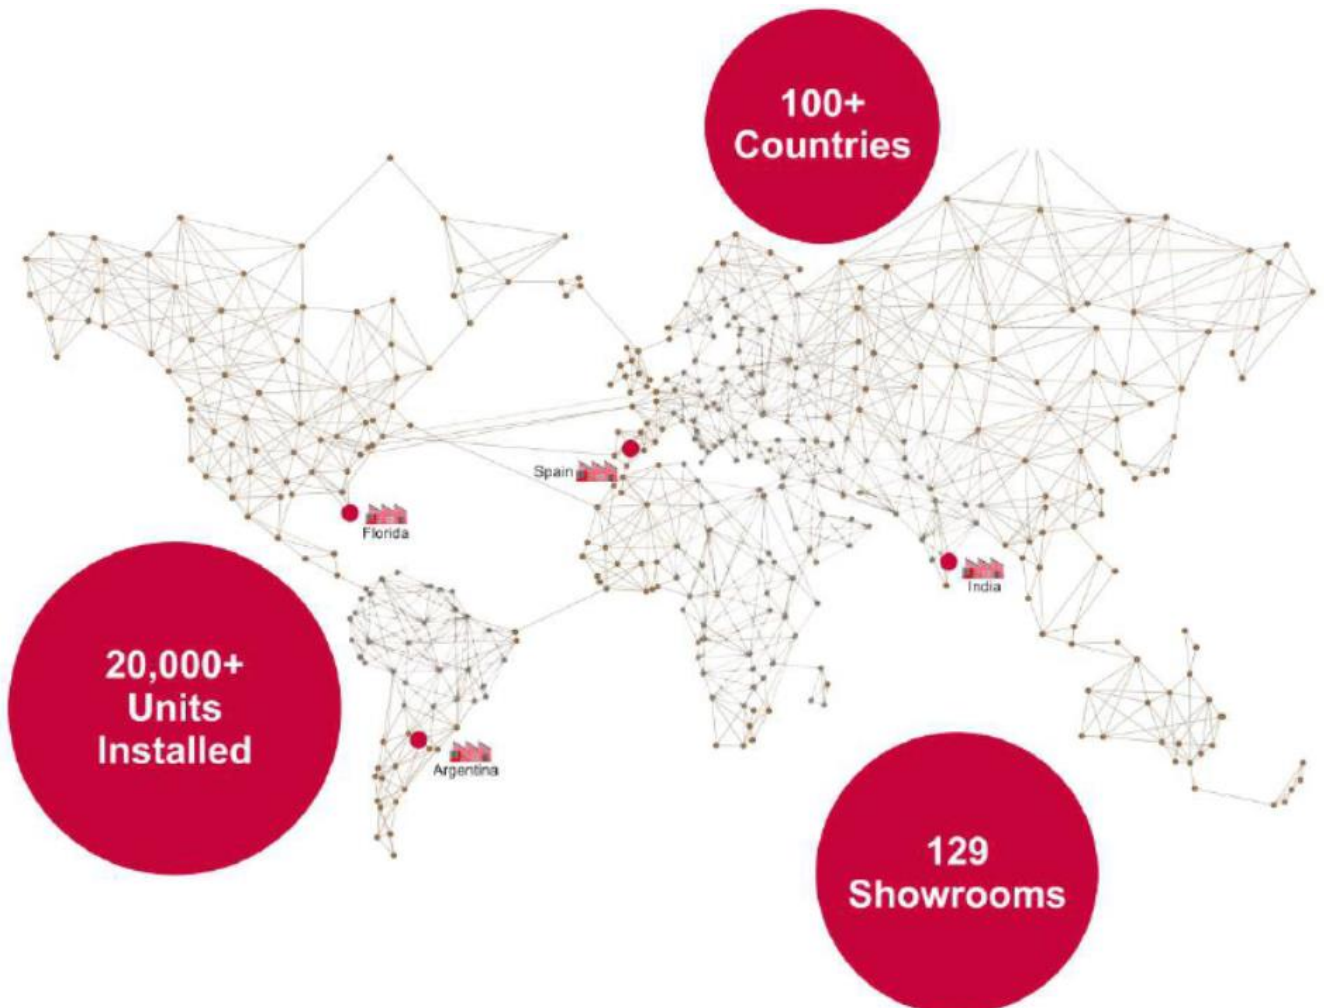 100+
Countries
Spain
Florida
India
20,000+
Units
Installed
Argentina
129
Showrooms